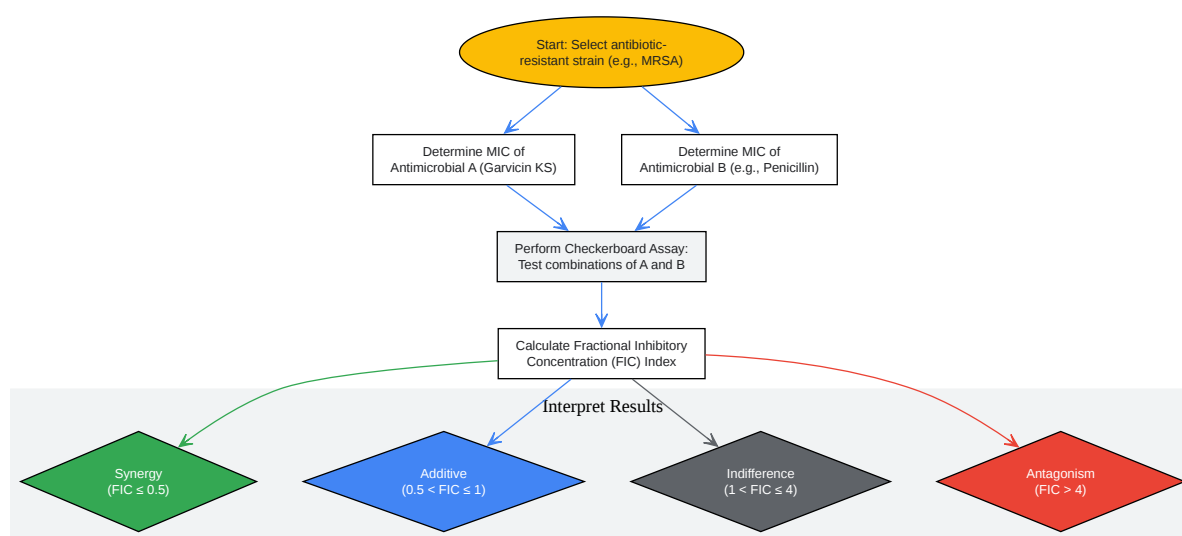 Start: Select antibiotic-
resistant strain (e.g., MRSA)
Determine MIC of
Antimicrobial A (Garvicin KS)
Determine MIC of
Antimicrobial B (e.g., Penicillin)
Perform Checkerboard Assay:
Test combinations of A and B
Calculate Fractional Inhibitory
Concentration (FIC) Index
Interpret Results
Synergy
(FIC ≤ 0.5)
Additive
(0.5 < FIC ≤ 1)
Indifference
(1 < FIC ≤ 4)
Antagonism
(FIC > 4)